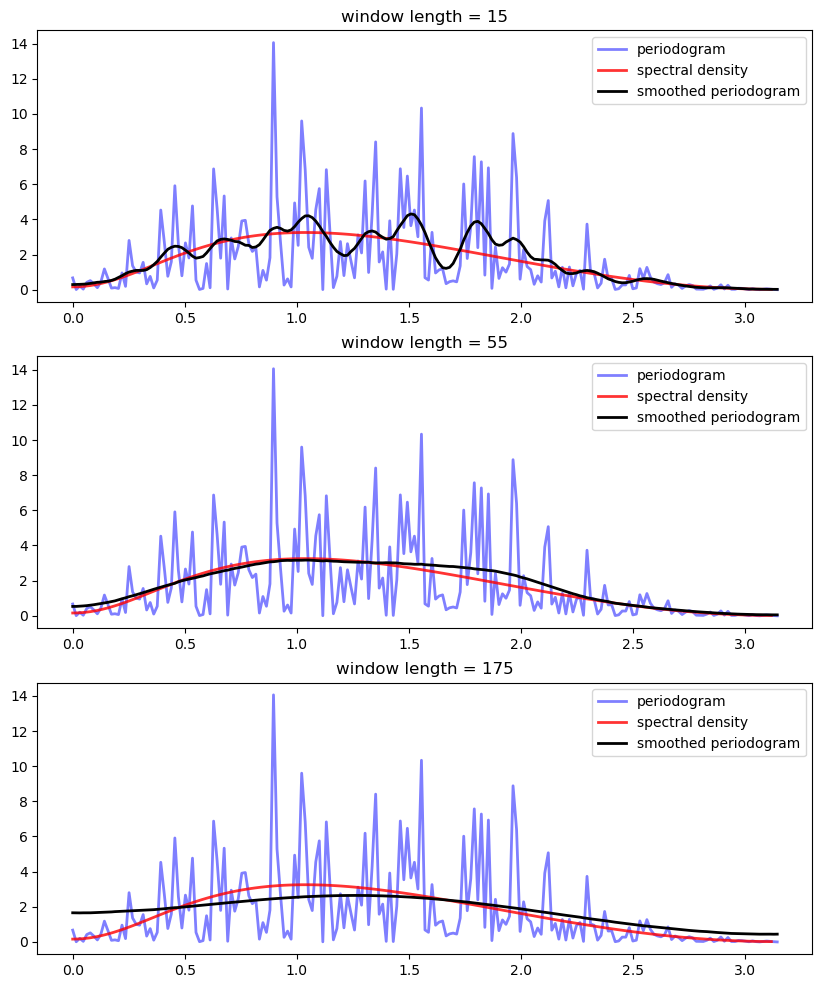 window length = 15
14
12
10
8
6
4
2
0
periodogram
spectral density
smoothed periodogram
0.0 0.5 1.0 1.5 2.0 2.5 3.0
window length = 55
14
12
10
8
6
4
2
0
periodogram
spectral density
smoothed periodogram
0.0 0.5 1.0 1.5 2.0 2.5 3.0
window length = 175
14
12
10
8
6
4
2
0
periodogram
spectral density
smoothed periodogram
0.0 0.5 1.0 1.5 2.0 2.5 3.0